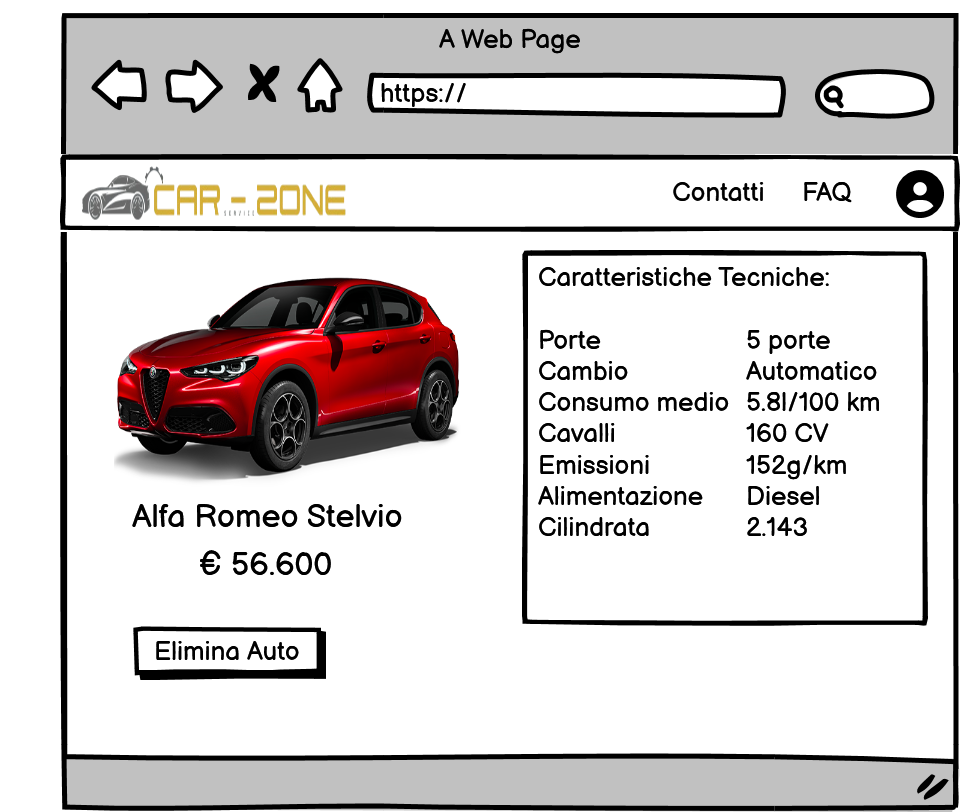 A Web Page
https://
CAR - ZONE
SERVICE
Contatti FAQ
Caratteristiche Tecniche:
Porte 5 porte
Cambio Automatico
Consumo medio 5.8l/100 km
Cavalli 160 CV
Emissioni 152g/km
Alimentazione Diesel
Cilindrata 2.143
Alfa Romeo Stelvio
€ 56.600
Elimina Auto